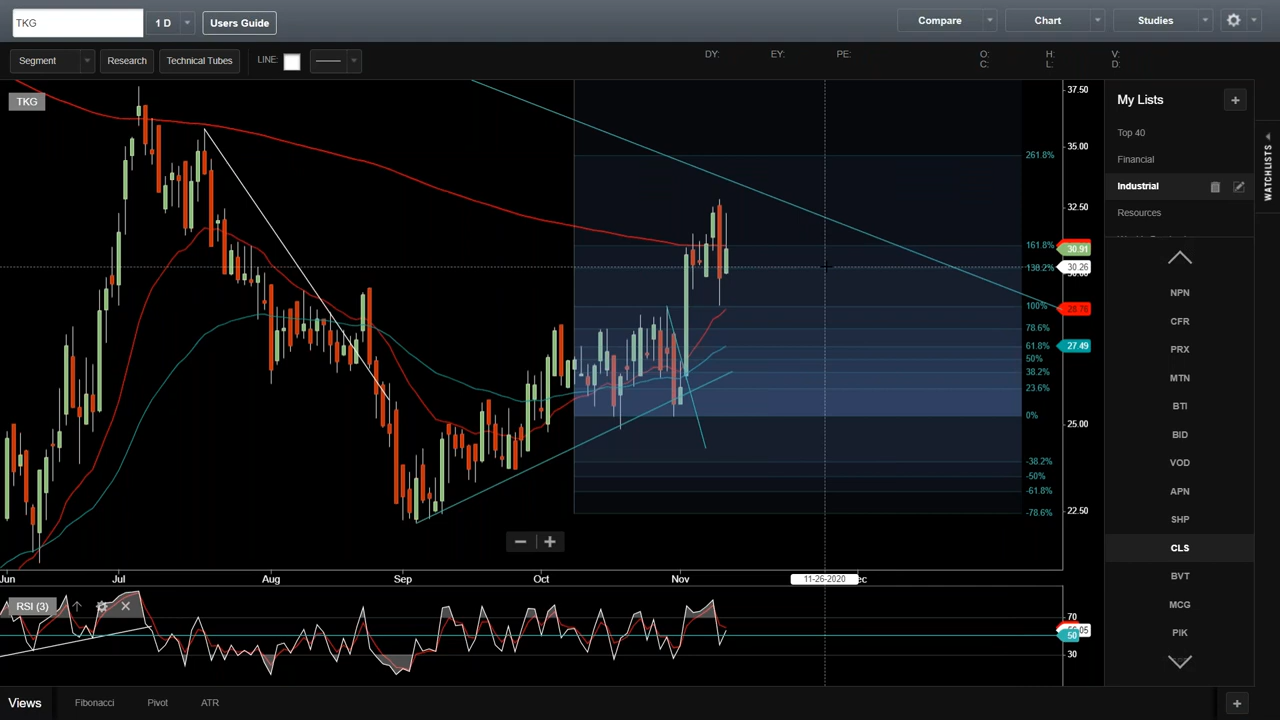 TKG
1 D
Users Guide
Compare
Chart
Studies
Segment
Research
Technical Tubes
LINE:
DY:
EY:
PE:
O:
H:
V:
C:
L:
D:
TKG
37.50
35.00
32.50
30.91
30.26
28.78
27.49
25.00
22.50
261.8%
161.8%
138.2%
100%
78.6%
61.8%
50%
38.2%
23.6%
0%
-38.2%
-50%
-61.8%
-78.6%
Jun
Jul
Aug
Sep
Oct
Nov
11-26-2020
RSI (3)
70
50
30
My Lists
Top 40
Financial
Industrial
Resources
NPN
CFR
PRX
MTN
BTI
BID
VOD
APN
SHP
CLS
BVT
MCG
PIK
WATCHLISTS
Views
Fibonacci
Pivot
ATR